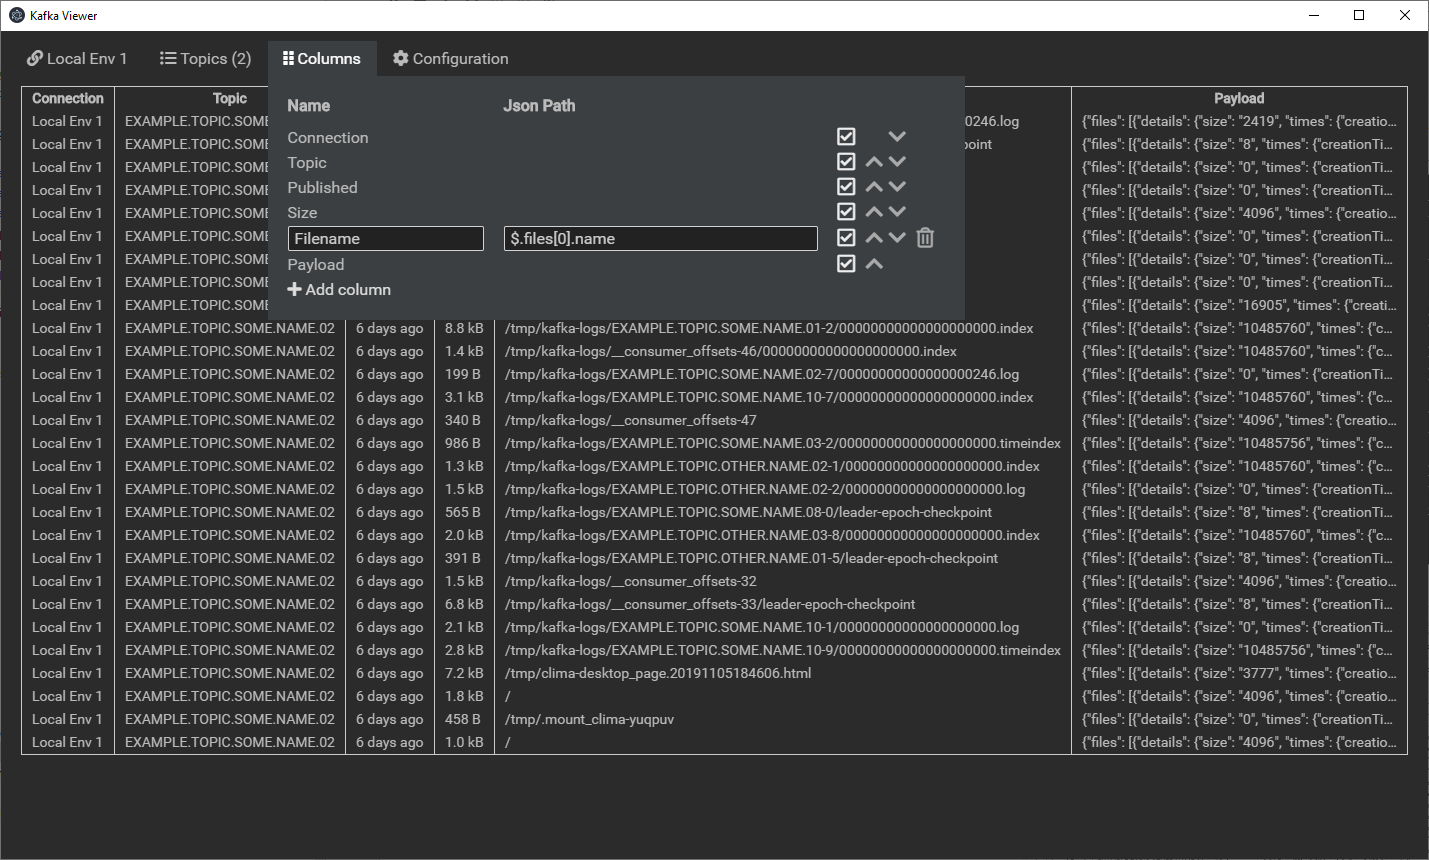 Kafka Viewer
Local Env 1 Topics (2) Columns Configuration
Connection Topic Payload
Name Json Path
Local Env 1 EXAMPLE.TOPIC.SOME. 0246.log {"files": [{"details": {"size": "2419", "times": {"creatio...
Connection
Local Env 1 EXAMPLE.TOPIC.SOME. point {"files": [{"details": {"size": "8", "times": {"creationTi...
Topic
Local Env 1 EXAMPLE.TOPIC.SOME. {"files": [{"details": {"size": "0", "times": {"creationTi...
Published
Local Env 1 EXAMPLE.TOPIC.SOME. {"files": [{"details": {"size": "0", "times": {"creationTi...
Size
Local Env 1 EXAMPLE.TOPIC.SOME. {"files": [{"details": {"size": "4096", "times": {"creatio...
Filename $.files[0].name
Local Env 1 EXAMPLE.TOPIC.SOME. {"files": [{"details": {"size": "0", "times": {"creationTi...
Local Env 1 EXAMPLE.TOPIC.SOME. {"files": [{"details": {"size": "0", "times": {"creationTi...
Payload
Local Env 1 EXAMPLE.TOPIC.SOME. {"files": [{"details": {"size": "0", "times": {"creationTi...
Add column
Local Env 1 EXAMPLE.TOPIC.SOME. {"files": [{"details": {"size": "16905", "times": {"creati...
Local Env 1 EXAMPLE.TOPIC.SOME.NAME.02 6 days ago 8.8 kB /tmp/kafka-logs/EXAMPLE.TOPIC.SOME.NAME.01-2/00000000000000000000.index {"files": [{"details": {"size": "10485760", "times": {"c...
Local Env 1 EXAMPLE.TOPIC.SOME.NAME.02 6 days ago 1.4 kB /tmp/kafka-logs/__consumer_offsets-46/00000000000000000000.index {"files": [{"details": {"size": "10485760", "times": {"c...
Local Env 1 EXAMPLE.TOPIC.SOME.NAME.02 6 days ago 199 B /tmp/kafka-logs/EXAMPLE.TOPIC.SOME.NAME.02-7/00000000000000000246.log {"files": [{"details": {"size": "0", "times": {"creationTi...
Local Env 1 EXAMPLE.TOPIC.SOME.NAME.02 6 days ago 3.1 kB /tmp/kafka-logs/EXAMPLE.TOPIC.SOME.NAME.10-7/00000000000000000000.index {"files": [{"details": {"size": "10485760", "times": {"c...
Local Env 1 EXAMPLE.TOPIC.SOME.NAME.02 6 days ago 340 B /tmp/kafka-logs/__consumer_offsets-47 {"files": [{"details": {"size": "4096", "times": {"creatio...
Local Env 1 EXAMPLE.TOPIC.SOME.NAME.02 6 days ago 986 B /tmp/kafka-logs/EXAMPLE.TOPIC.SOME.NAME.03-2/00000000000000000000.timeindex {"files": [{"details": {"size": "10485756", "times": {"c...
Local Env 1 EXAMPLE.TOPIC.SOME.NAME.02 6 days ago 1.3 kB /tmp/kafka-logs/EXAMPLE.TOPIC.OTHER.NAME.02-1/00000000000000000000.index {"files": [{"details": {"size": "10485760", "times": {"c...
Local Env 1 EXAMPLE.TOPIC.SOME.NAME.02 6 days ago 1.5 kB /tmp/kafka-logs/EXAMPLE.TOPIC.OTHER.NAME.02-2/00000000000000000000.log {"files": [{"details": {"size": "0", "times": {"creationTi...
Local Env 1 EXAMPLE.TOPIC.SOME.NAME.02 6 days ago 565 B /tmp/kafka-logs/EXAMPLE.TOPIC.SOME.NAME.08-0/leader-epoch-checkpoint {"files": [{"details": {"size": "8", "times": {"creationTi...
Local Env 1 EXAMPLE.TOPIC.SOME.NAME.02 6 days ago 2.0 kB /tmp/kafka-logs/EXAMPLE.TOPIC.OTHER.NAME.03-8/00000000000000000000.index {"files": [{"details": {"size": "10485760", "times": {"c...
Local Env 1 EXAMPLE.TOPIC.SOME.NAME.02 6 days ago 391 B /tmp/kafka-logs/EXAMPLE.TOPIC.OTHER.NAME.01-5/leader-epoch-checkpoint {"files": [{"details": {"size": "8", "times": {"creationTi...
Local Env 1 EXAMPLE.TOPIC.SOME.NAME.02 6 days ago 1.5 kB /tmp/kafka-logs/__consumer_offsets-32 {"files": [{"details": {"size": "4096", "times": {"creatio...
Local Env 1 EXAMPLE.TOPIC.SOME.NAME.02 6 days ago 6.8 kB /tmp/kafka-logs/__consumer_offsets-33/leader-epoch-checkpoint {"files": [{"details": {"size": "8", "times": {"creationTi...
Local Env 1 EXAMPLE.TOPIC.SOME.NAME.02 6 days ago 2.1 kB /tmp/kafka-logs/EXAMPLE.TOPIC.SOME.NAME.10-1/00000000000000000000.log {"files": [{"details": {"size": "0", "times": {"creationTi...
Local Env 1 EXAMPLE.TOPIC.SOME.NAME.02 6 days ago 2.8 kB /tmp/kafka-logs/EXAMPLE.TOPIC.SOME.NAME.10-9/00000000000000000000.timeindex {"files": [{"details": {"size": "10485756", "times": {"c...
Local Env 1 EXAMPLE.TOPIC.SOME.NAME.02 6 days ago 7.2 kB /tmp/clima-desktop_page.20191105184606.html {"files": [{"details": {"size": "3777", "times": {"creatio...
Local Env 1 EXAMPLE.TOPIC.SOME.NAME.02 6 days ago 1.8 kB / {"files": [{"details": {"size": "4096", "times": {"creatio...
Local Env 1 EXAMPLE.TOPIC.SOME.NAME.02 6 days ago 458 B /tmp/.mount_clima-yuqpuv {"files": [{"details": {"size": "0", "times": {"creationTi...
Local Env 1 EXAMPLE.TOPIC.SOME.NAME.02 6 days ago 1.0 kB / {"files": [{"details": {"size": "4096", "times": {"creatio...